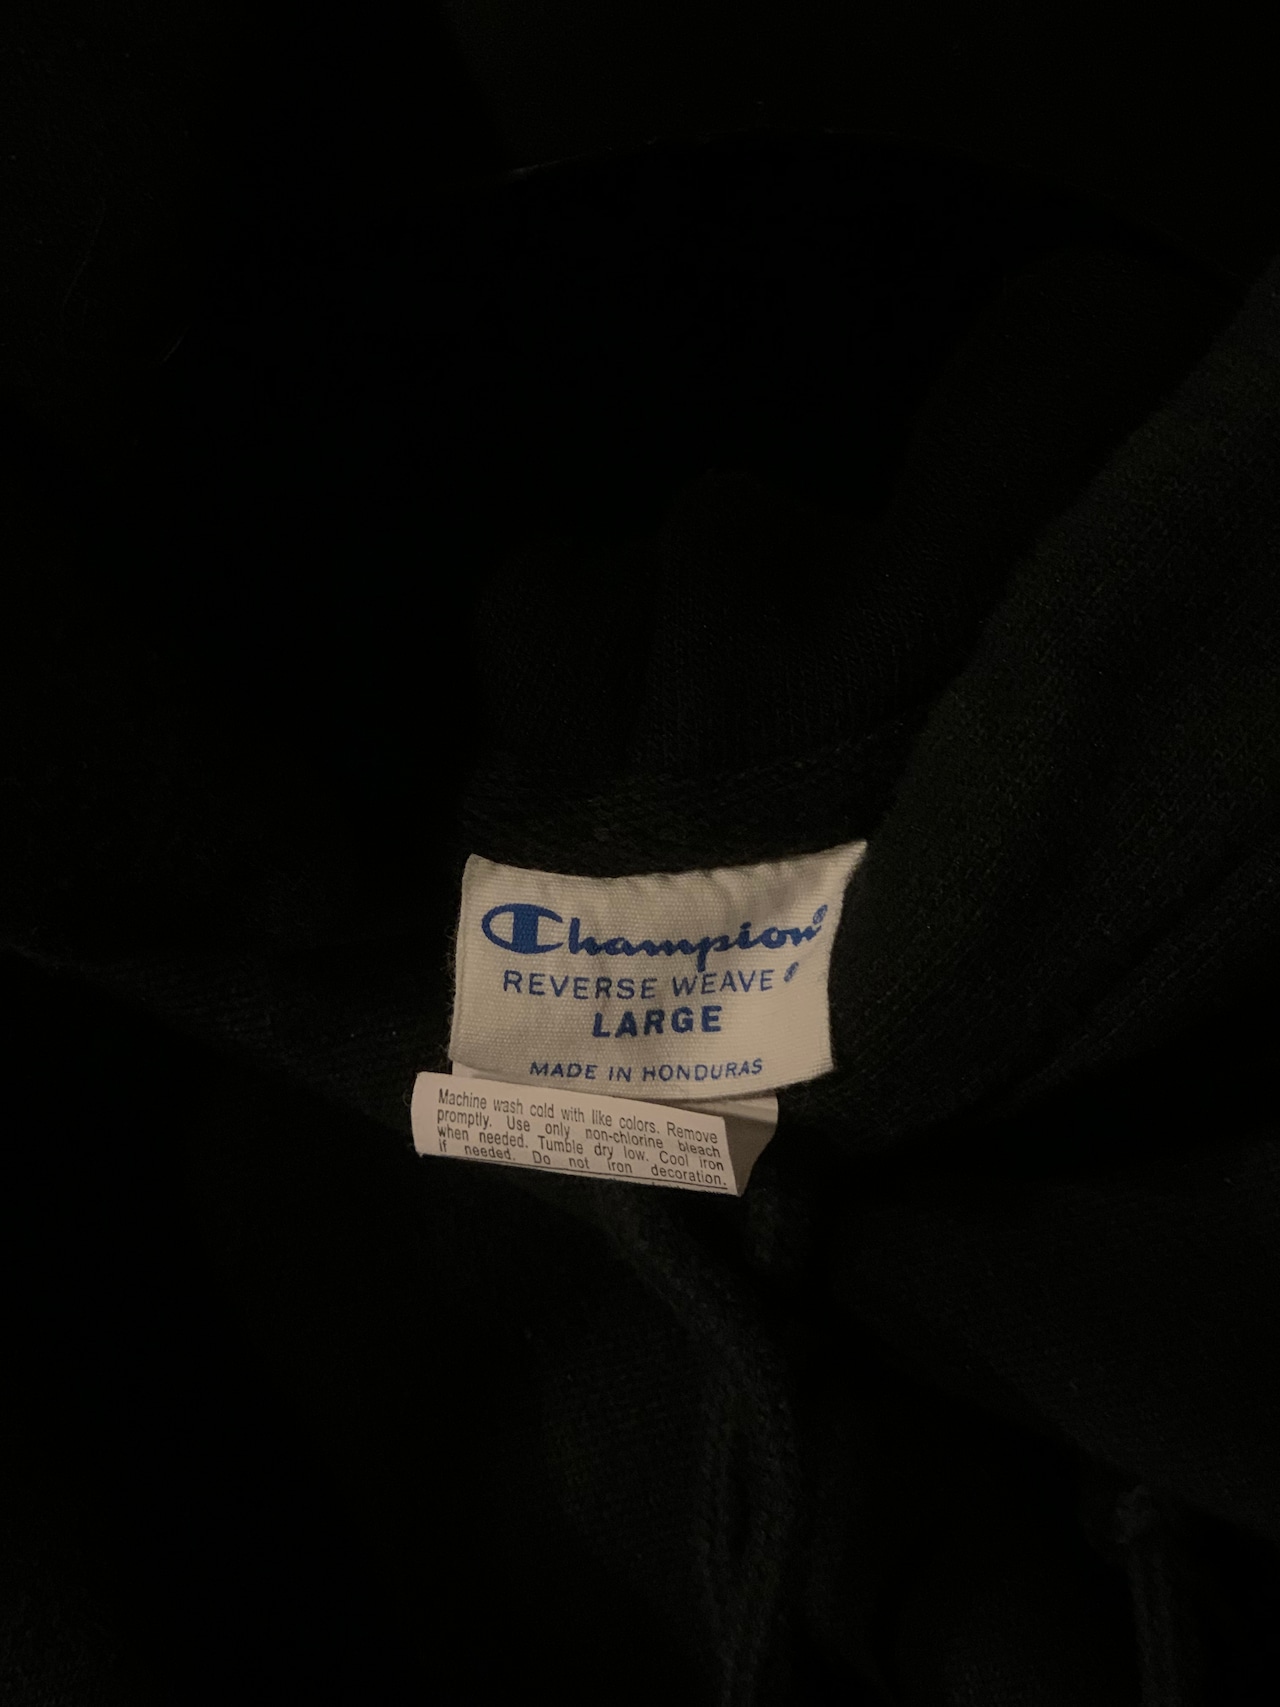 Champion®
REVERSE WEAVE®
LARGE
MADE IN HONDURAS
Machine wash cold with like colors. Remove
promptly. Use only non-chlorine bleach
when needed. Tumble dry low. Cool iron
if needed. Do not iron decoration.